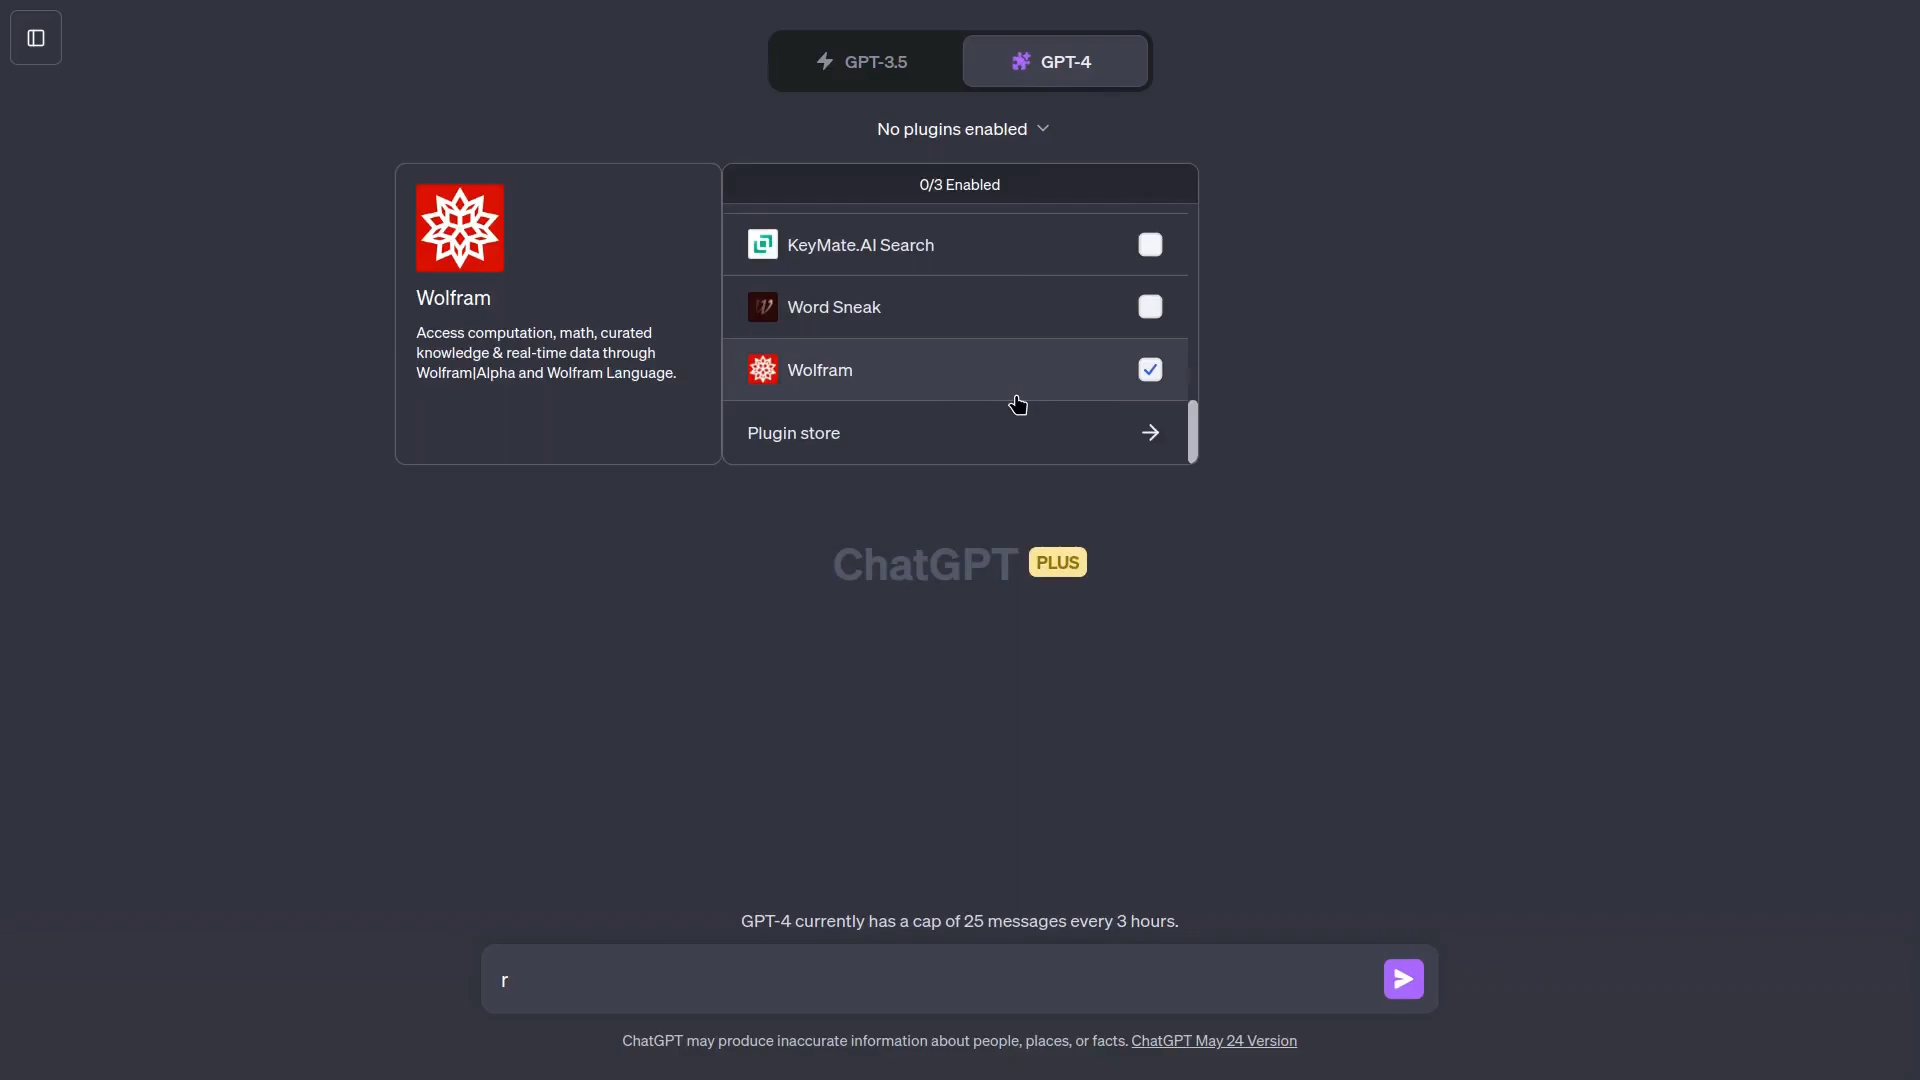 GPT-3.5
GPT-4
No plugins enabled
Wolfram
Access computation, math, curated
knowledge & real-time data through
Wolfram|Alpha and Wolfram Language.
0/3 Enabled
KeyMate.AI Search
Word Sneak
Wolfram
Plugin store
ChatGPT PLUS
GPT-4 currently has a cap of 25 messages every 3 hours.
r
ChatGPT may produce inaccurate information about people, places, or facts. ChatGPT May 24 Version